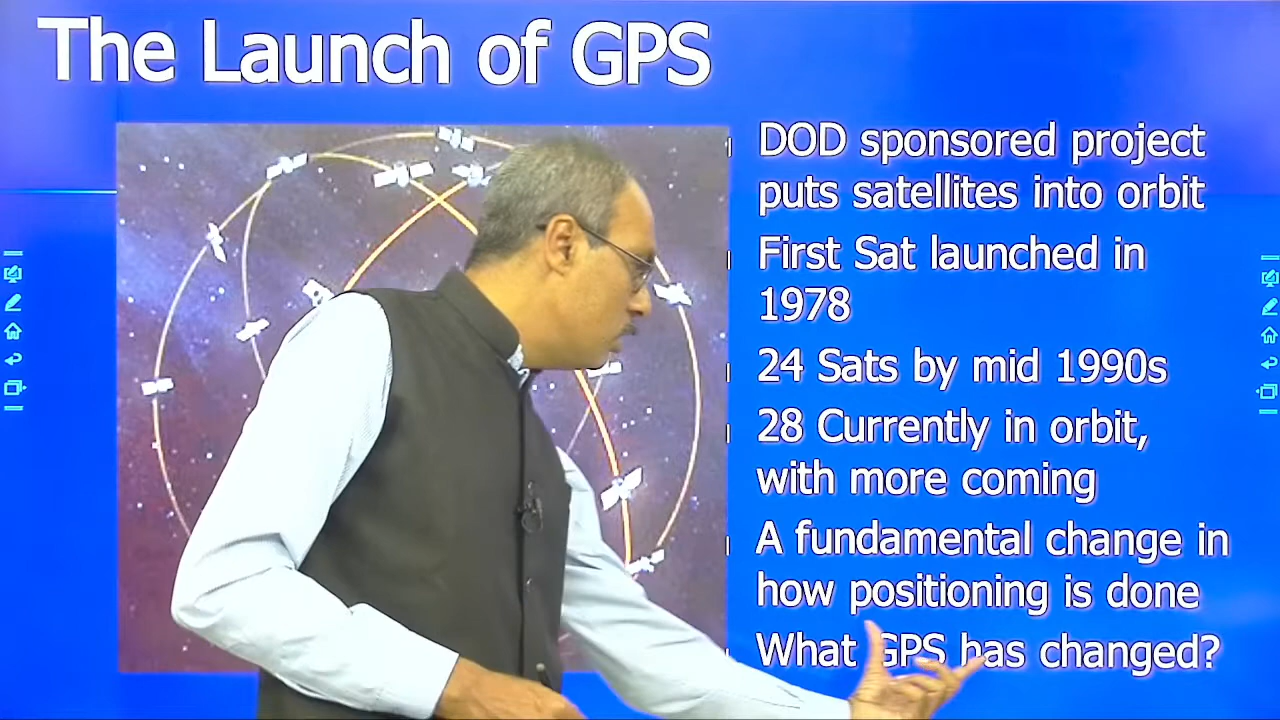 The Launch of GPS
DOD sponsored project
puts satellites into orbit
First Sat launched in
1978
24 Sats by mid 1990s
28 Currently in orbit,
with more coming
A fundamental change in
how positioning is done
What GPS has changed?